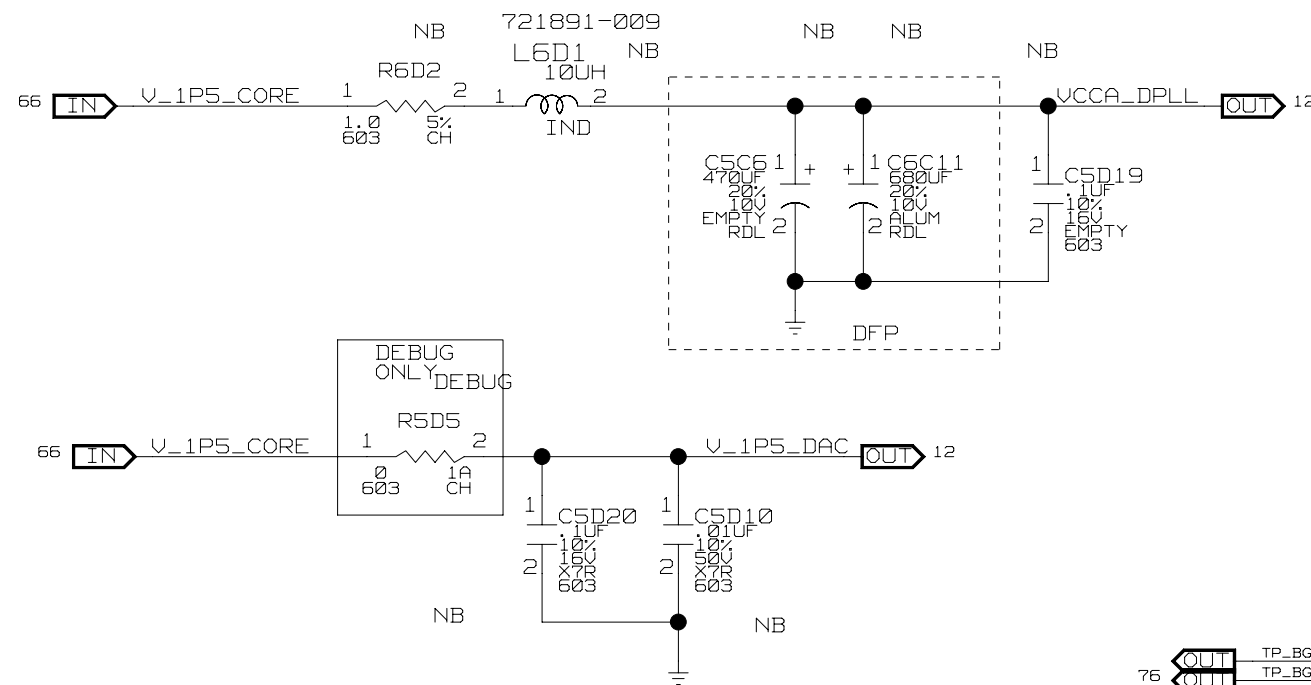 721891-009
NB
NB
NB
NB
NB
L6D1
10UH
R6D2
66 IN V_1P5_CORE 1 2 1 2 VCCA_DPLL OUT 12
1.0 5%
603 CH
IND
C5C6 1 +
470UF
20%
10V
EMPTY 2
RDL
+ 1 C6C11
680UF
20%
10V
2 ALUM
RDL
1 C5D19
.1UF
10%
16V
2 EMPTY
603
DFP
DEBUG
ONLY
DEBUG
R5D5
66 IN V_1P5_CORE 1 2 V_1P5_DAC OUT 12
0 1A
603 CH
1 C5D20
.1UF
10%
16V
2 X7R
603
1 C5D10
.01UF
10%
50V
2 X7R
603
NB
NB
OUT TP_BG
76 OUT TP_BG